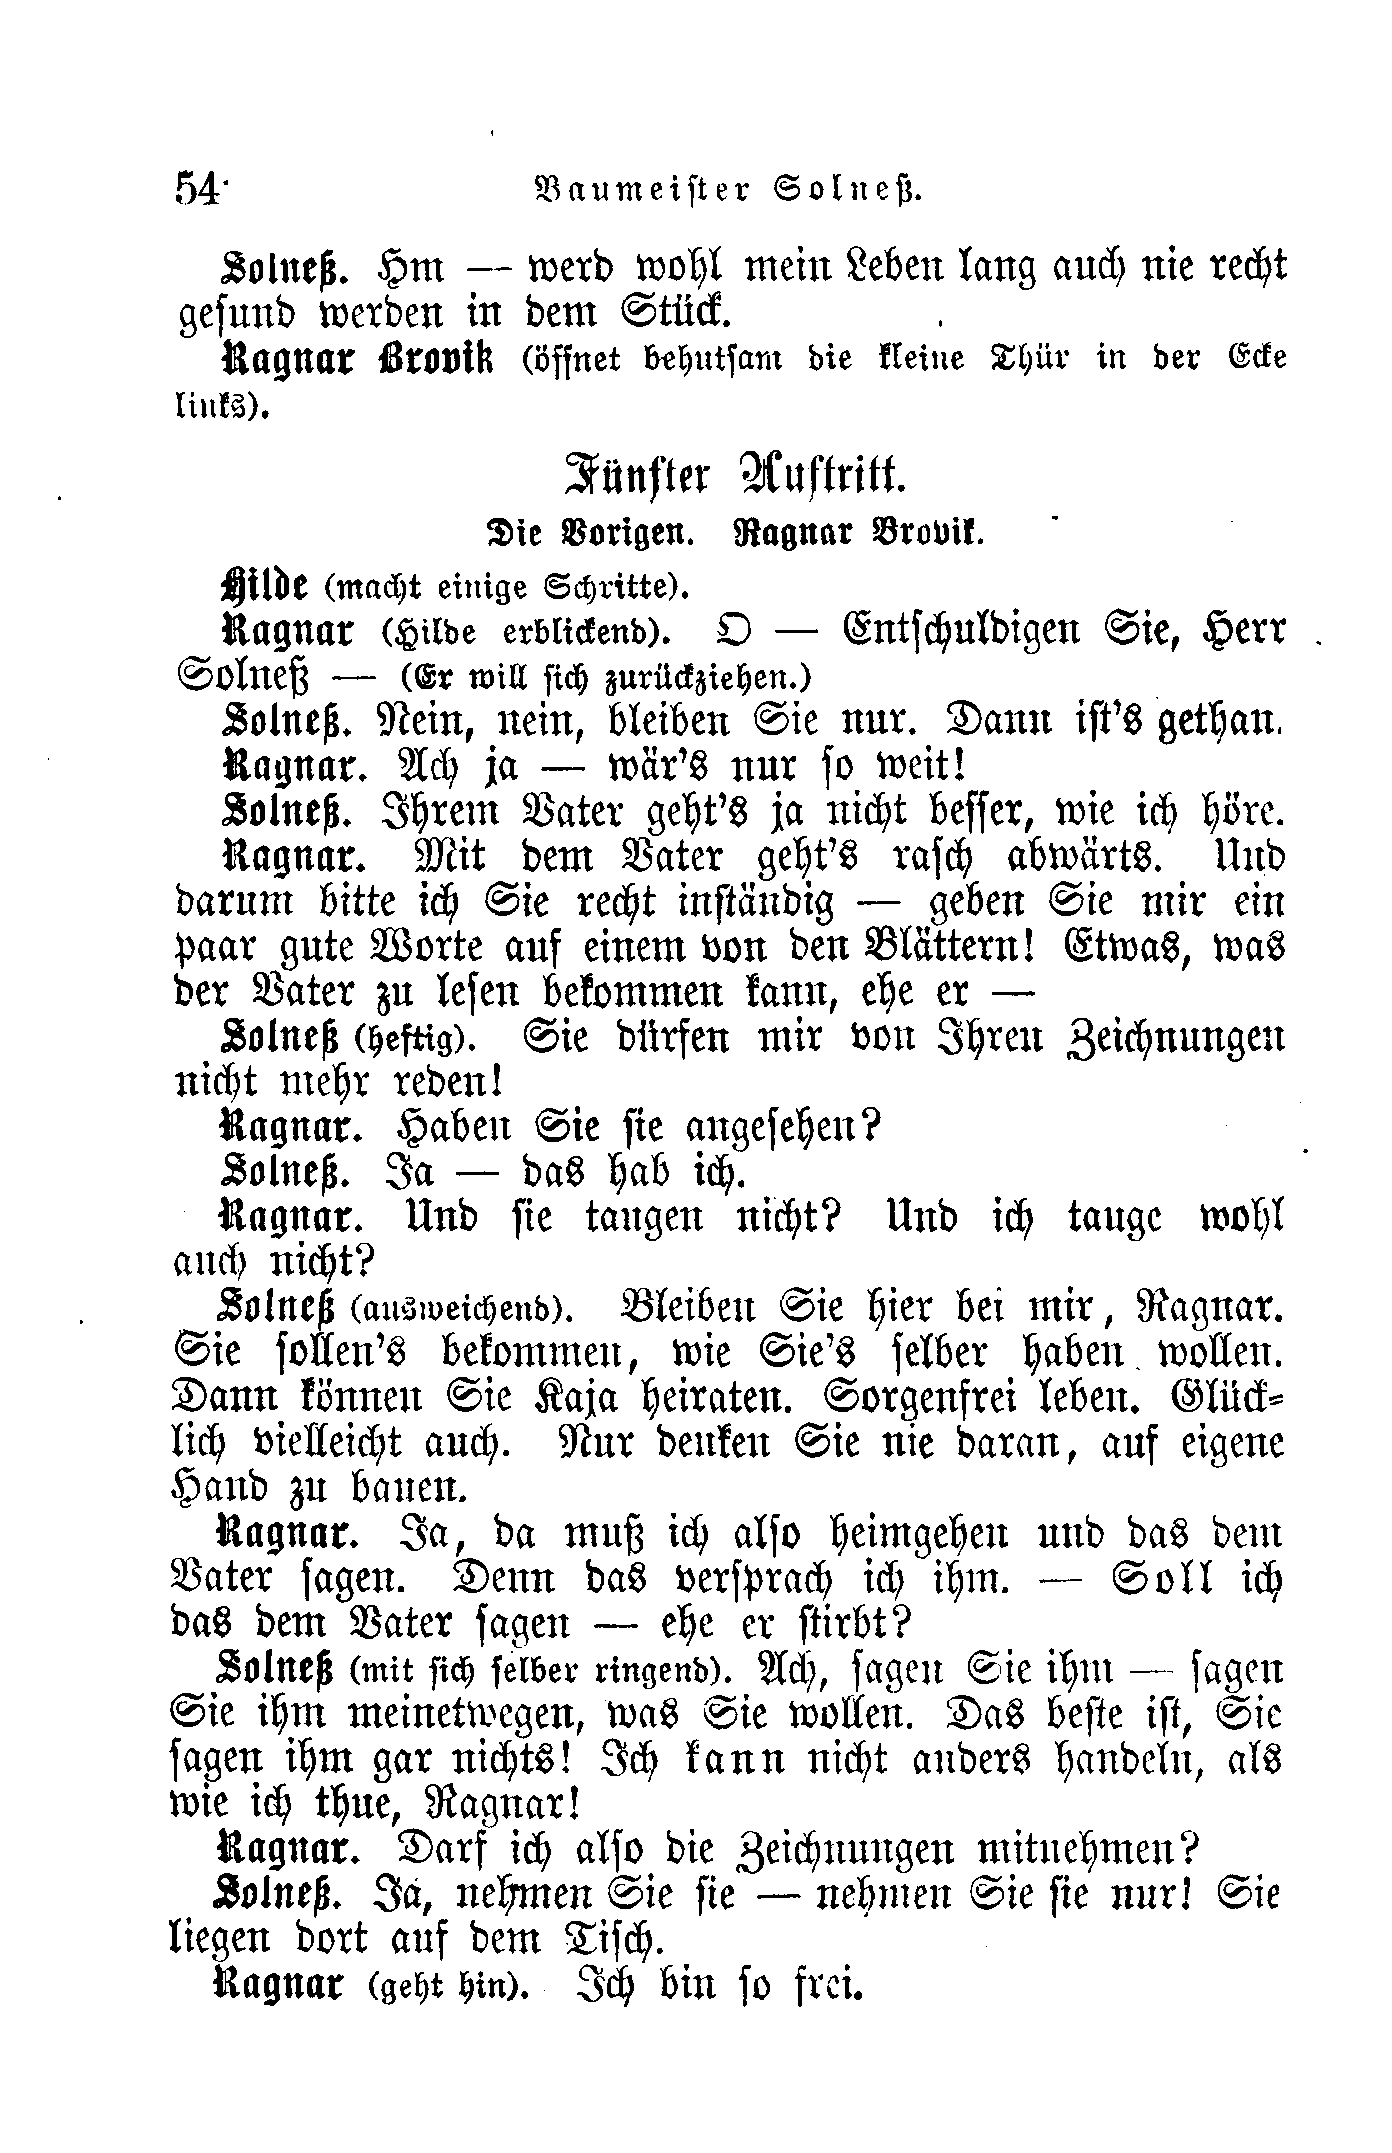 54 Baumeister Solneß.
Solneß. Hm — werd wohl mein Leben lang auch nie recht
gesund werden in dem Stück.
Ragnar Brovik (öffnet behutsam die kleine Thür in der Ecke
links).
Fünfter Auftritt.
Die Vorigen. Ragnar Brovik.
Hilde (macht einige Schritte).
Ragnar (Hilde erblickend). O — Entschuldigen Sie, Herr
Solneß — (Er will sich zurückziehen.)
Solneß. Nein, nein, bleiben Sie nur. Dann ist's gethan.
Ragnar. Ach ja — wär's nur so weit!
Solneß. Ihrem Vater geht's ja nicht besser, wie ich höre.
Ragnar. Mit dem Vater geht's rasch abwärts. Und
darum bitte ich Sie recht inständig — geben Sie mir ein
paar gute Worte auf einem von den Blättern! Etwas, was
der Vater zu lesen bekommen kann, ehe er —
Solneß (heftig). Sie dürfen mir von Ihren Zeichnungen
nicht mehr reden!
Ragnar. Haben Sie sie angesehen?
Solneß. Ja — das hab ich.
Ragnar. Und sie taugen nicht? Und ich tauge wohl
auch nicht?
Solneß (ausweichend). Bleiben Sie hier bei mir, Ragnar.
Sie sollen's bekommen, wie Sie's selber haben wollen.
Dann können Sie Kaja heiraten. Sorgenfrei leben. Glück-
lich vielleicht auch. Nur denken Sie nie daran, auf eigene
Hand zu bauen.
Ragnar. Ja, da muß ich also heimgehen und das dem
Vater sagen. Denn das versprach ich ihm. — Soll ich
das dem Vater sagen — ehe er stirbt?
Solneß (mit sich selber ringend). Ach, sagen Sie ihm — sagen
Sie ihm meinetwegen, was Sie wollen. Das beste ist, Sie
sagen ihm gar nichts! Ich kann nicht anders handeln, als
wie ich thue, Ragnar!
Ragnar. Darf ich also die Zeichnungen mitnehmen?
Solneß. Ja, nehmen Sie sie — nehmen Sie sie nur! Sie
liegen dort auf dem Tisch.
Ragnar (geht hin). Ich bin so frei.